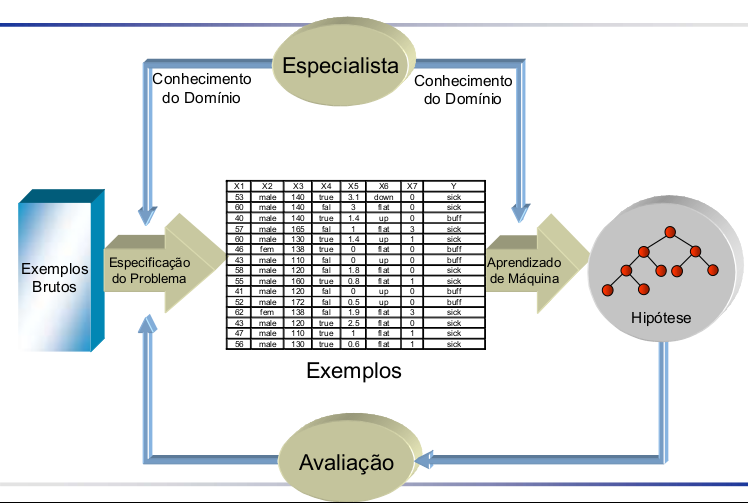 Especialista
Conhecimento
do Domínio
Conhecimento
do Domínio
Exemplos
Brutos
Especificação
do Problema
X1 X2 X3 X4 X5 X6 X7 Y
53 male 140 true 3.1 down 0 sick
60 male 140 fal 3 flat 0 sick
40 male 140 true 1.4 up 0 buff
57 male 165 fal 1 flat 3 sick
60 male 130 true 1.4 up 1 sick
46 fem 138 true 0 flat 0 buff
43 male 110 fal 0 up 0 buff
58 male 120 fal 1.8 flat 0 sick
55 male 160 true 0.8 flat 1 sick
41 male 120 fal 0 up 0 buff
52 male 172 fal 0.5 up 0 buff
62 fem 138 fal 1.9 flat 3 sick
43 male 120 true 2.5 flat 0 sick
47 male 110 true 1 flat 1 sick
56 male 130 true 0.6 flat 1 sick
Aprendizado
de Máquina
Hipótese
Exemplos
Avaliação